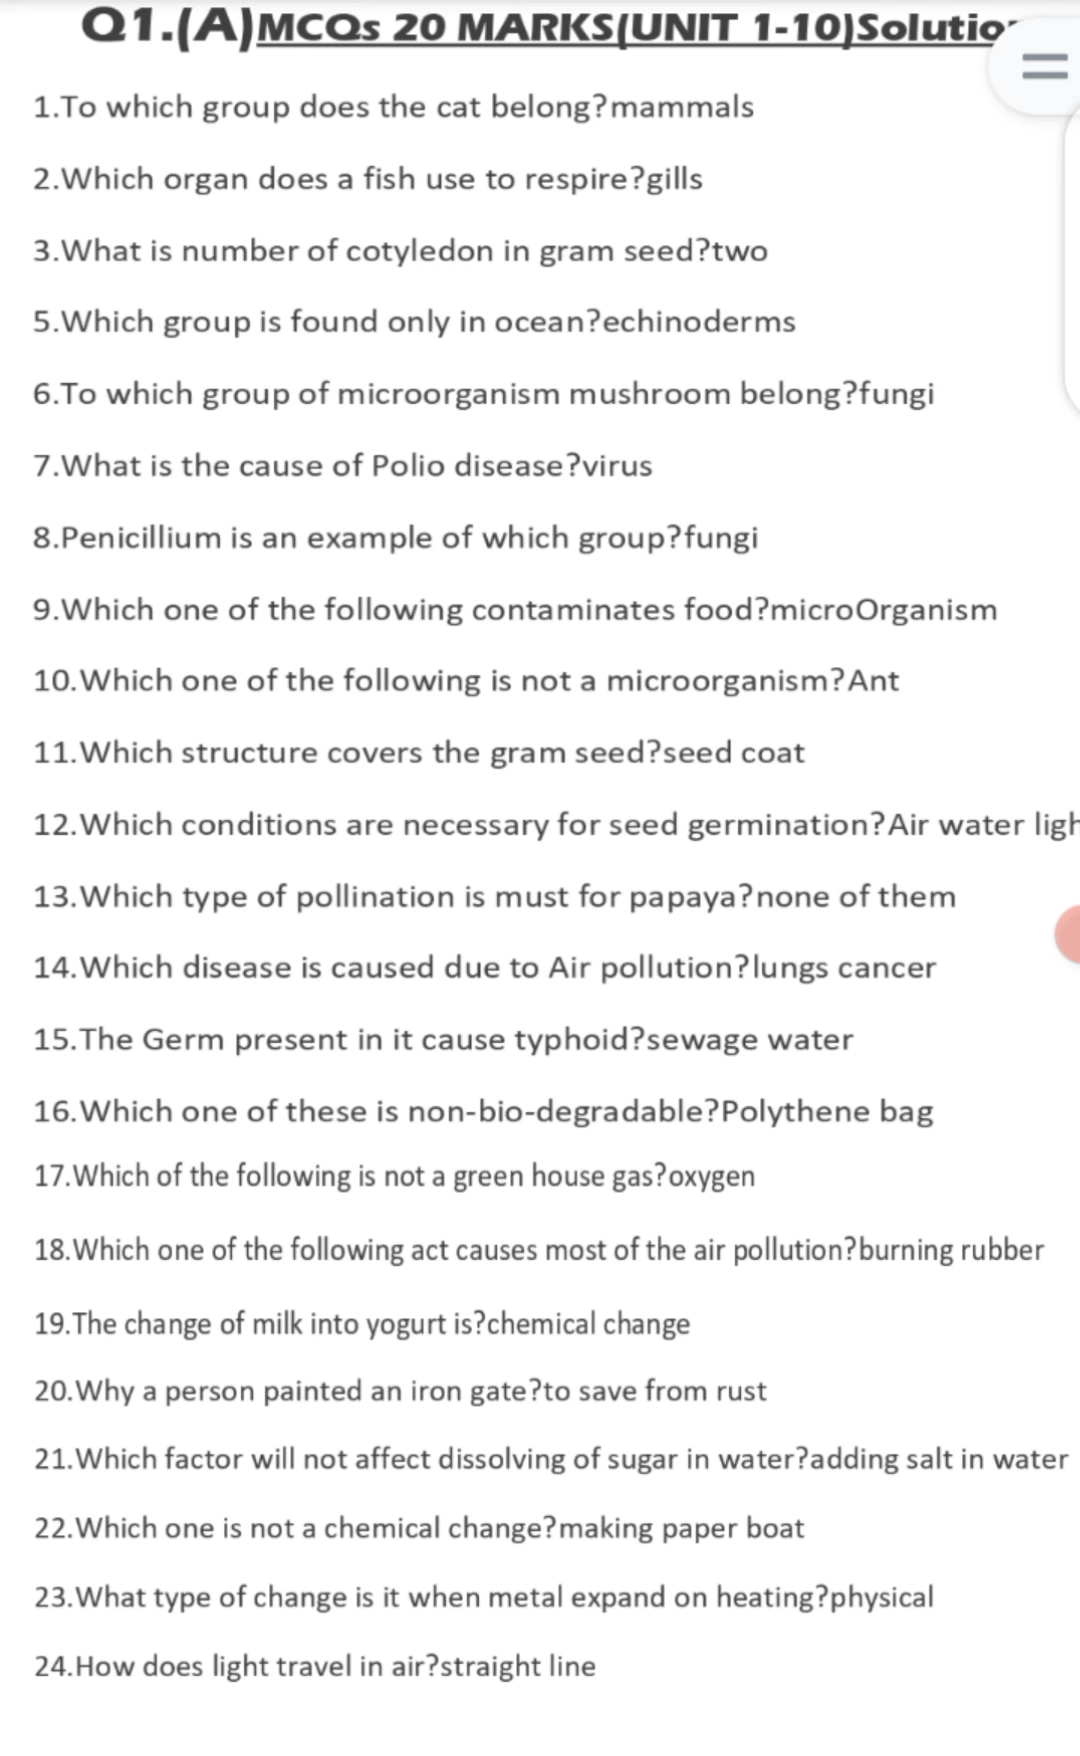 Q1.(A)MCQs 20 MARKS(UNIT 1-10)Solutio
1.To which group does the cat belong?mammals
2.Which organ does a fish use to respire?gills
3.What is number of cotyledon in gram seed?two
5.Which group is found only in ocean?echinoderms
6.To which group of microorganism mushroom belong?fungi
7.What is the cause of Polio disease?virus
8.Penicillium is an example of which group?fungi
9.Which one of the following contaminates food?microOrganism
10.Which one of the following is not a microorganism?Ant
11.Which structure covers the gram seed?seed coat
12.Which conditions are necessary for seed germination?Air water ligh
13.Which type of pollination is must for papaya?none of them
14.Which disease is caused due to Air pollution?lungs cancer
15.The Germ present in it cause typhoid?sewage water
16.Which one of these is non-bio-degradable?Polythene bag
17.Which of the following is not a green house gas?oxygen
18.Which one of the following act causes most of the air pollution?burning rubber
19.The change of milk into yogurt is?chemical change
20.Why a person painted an iron gate?to save from rust
21.Which factor will not affect dissolving of sugar in water?adding salt in water
22.Which one is not a chemical change?making paper boat
23.What type of change is it when metal expand on heating?physical
24.How does light travel in air?straight line